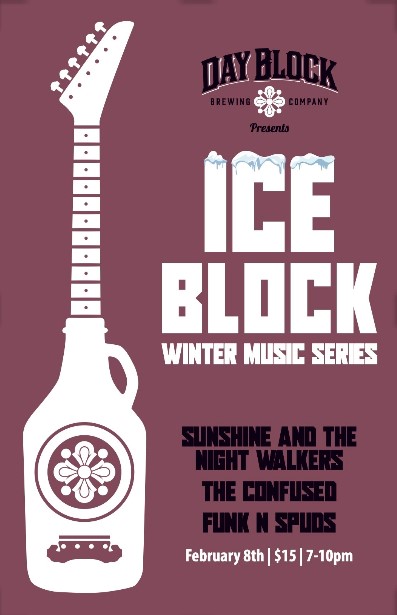 DAY BLOCK
BREWING COMPANY
Presents
ICE
BLOCK
WINTER MUSIC SERIES
SUNSHINE AND THE
NIGHT WALKERS
THE CONFUSED
FUNK N SPUDS
February 8th | $15 | 7-10pm